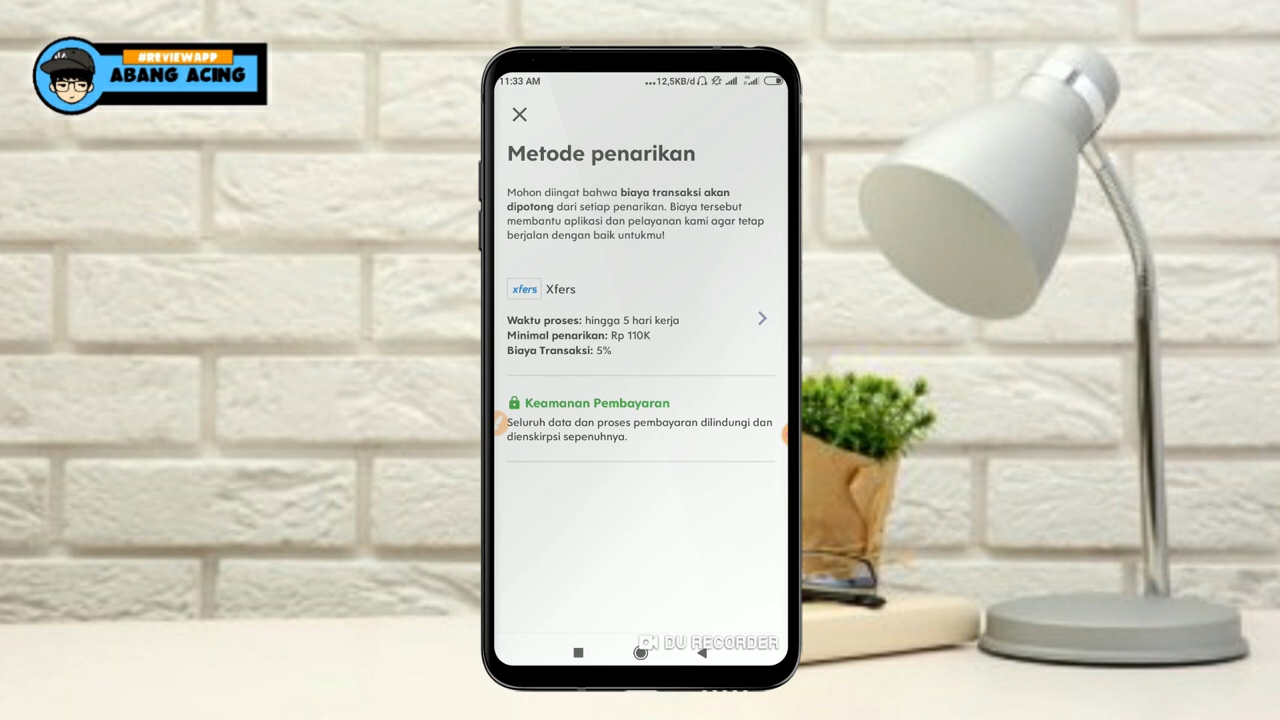 #REVIEWAPP
ABANG ACING
11:33 AM
...12,5KB/d
Metode penarikan
Mohon diingat bahwa biaya transaksi akan
dipotong dari setiap penarikan. Biaya tersebut
membantu aplikasi dan pelayanan kami agar tetap
berjalan dengan baik untukmu!
xfers Xfers
Waktu proses: hingga 5 hari kerja
Minimal penarikan: Rp 110K
Biaya Transaksi: 5%
Keamanan Pembayaran
Seluruh data dan proses pembayaran dilindungi dan
dienskirpsi sepenuhnya.
DU RECORDER